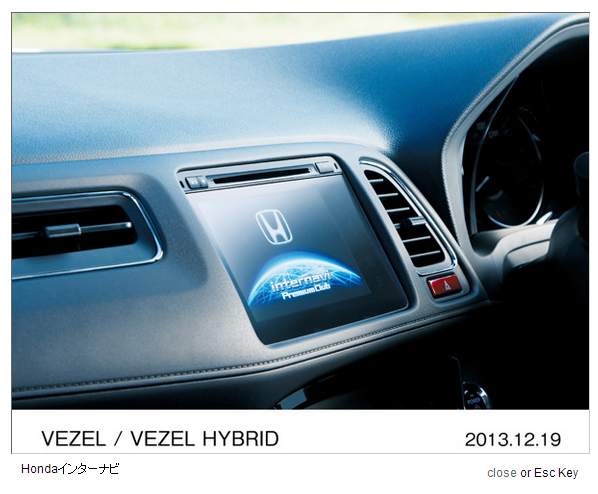 internavi
Premium Club
VEZEL / VEZEL HYBRID 2013.12.19
Hondaインターナビ
close or Esc Key